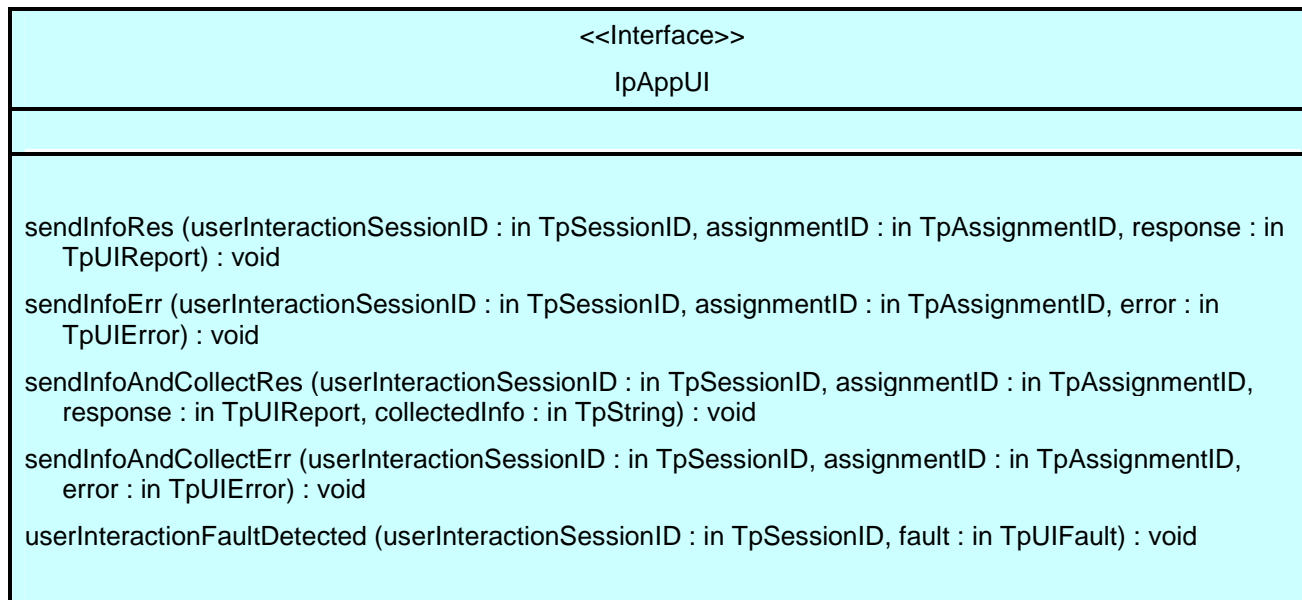 <<Interface>>
IpAppUI
sendInfoRes (userInteractionSessionID : in TpSessionID, assignmentID : in TpAssignmentID, response : in
TpUIReport) : void
sendInfoErr (userInteractionSessionID : in TpSessionID, assignmentID : in TpAssignmentID, error : in
TpUIError) : void
sendInfoAndCollectRes (userInteractionSessionID : in TpSessionID, assignmentID : in TpAssignmentID,
response : in TpUIReport, collectedInfo : in TpString) : void
sendInfoAndCollectErr (userInteractionSessionID : in TpSessionID, assignmentID : in TpAssignmentID,
error : in TpUIError) : void
userInteractionFaultDetected (userInteractionSessionID : in TpSessionID, fault : in TpUIFault) : void